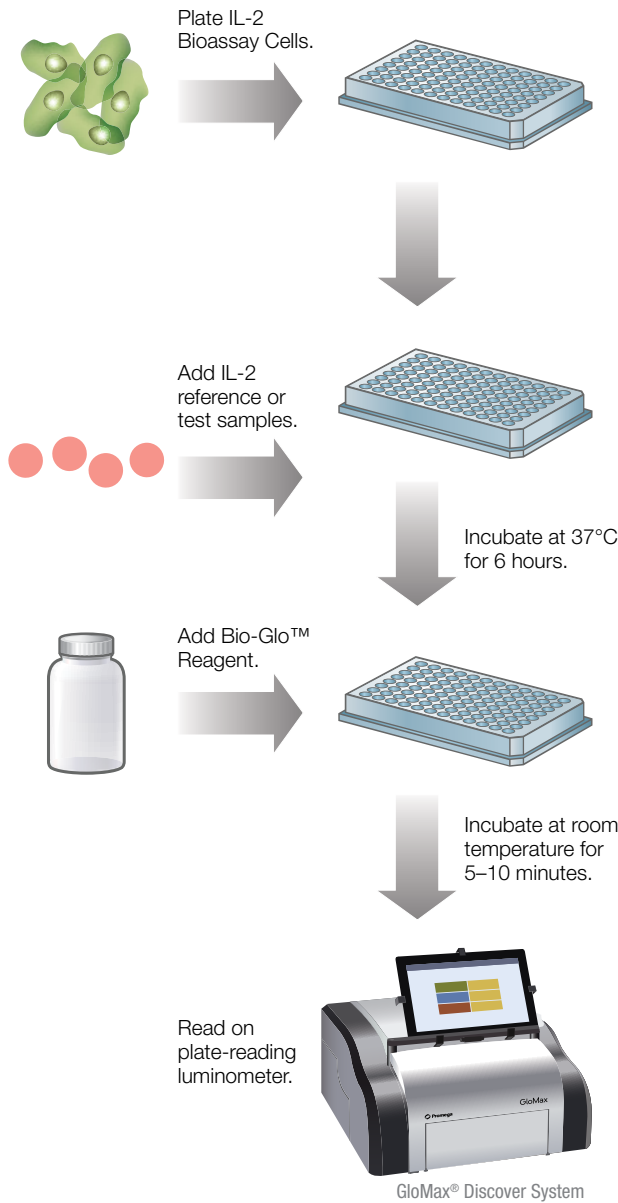 Plate IL-2
Bioassay Cells.
Add IL-2
reference or
test samples.
Incubate at 37°C
for 6 hours.
Add Bio-Glo™
Reagent.
Incubate at room
temperature for
5–10 minutes.
Read on
plate-reading
luminometer.
Promega
GloMax
GloMax® Discover System